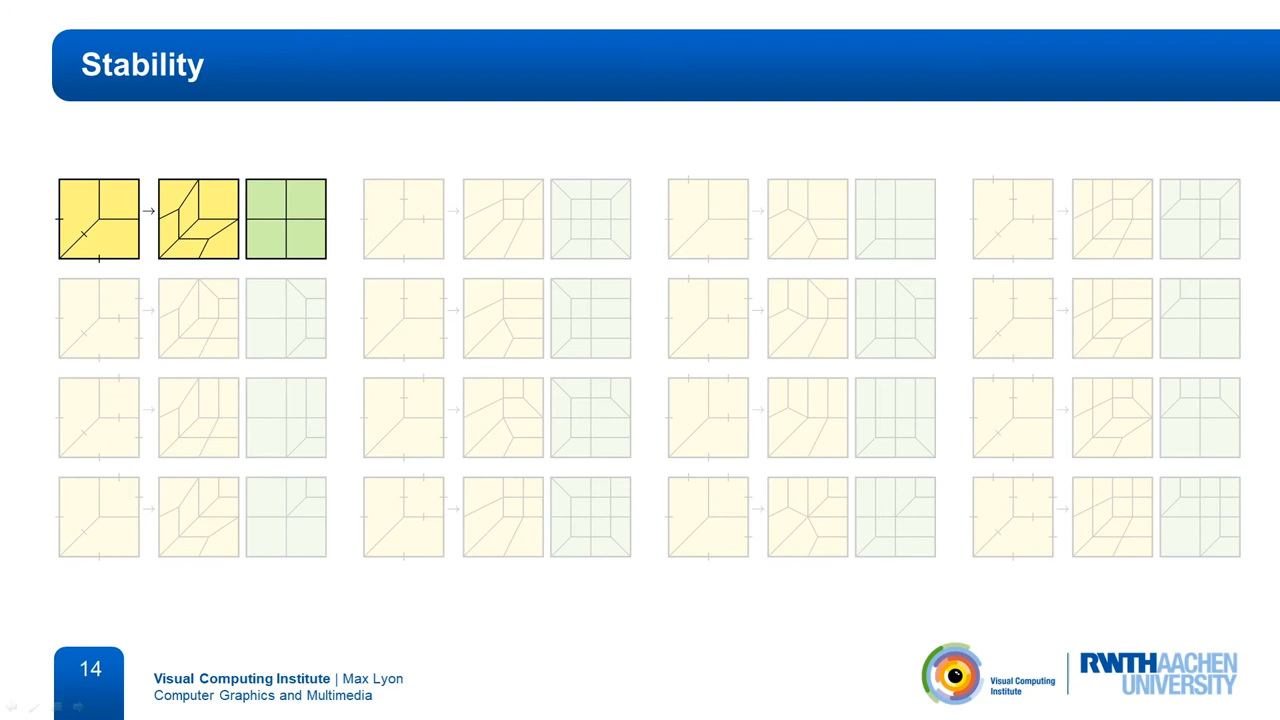 Stability
14
Visual Computing Institute | Max Lyon
Computer Graphics and Multimedia
Visual Computing
Institute
RWTHAACHEN
UNIVERSITY